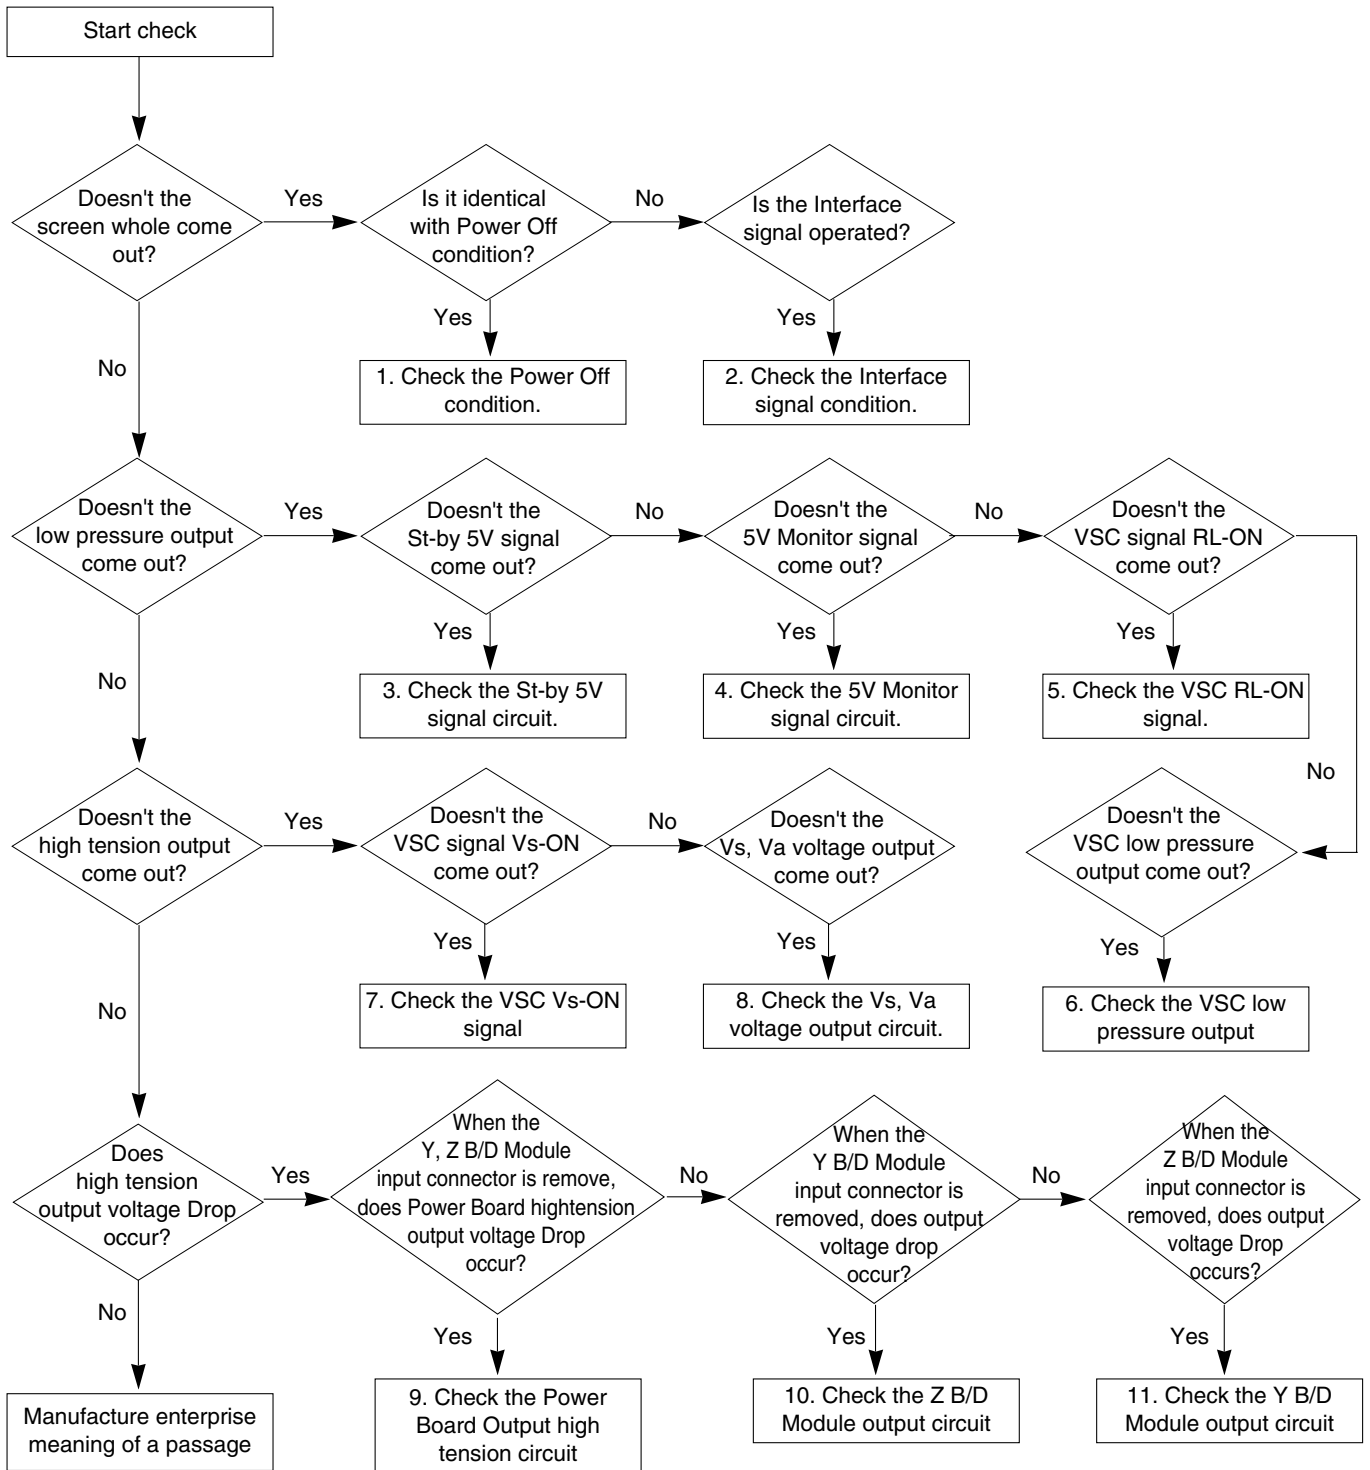 Start check
Doesn't the
screen whole come
out?
Yes
Is it identical
with Power Off
condition?
No
Is the Interface
signal operated?
Yes
Yes
No
1. Check the Power Off
condition.
2. Check the Interface
signal condition.
Doesn't the
low pressure output
come out?
Yes
Doesn't the
St-by 5V signal
come out?
No
Doesn't the
5V Monitor signal
come out?
No
Doesn't the
VSC signal RL-ON
come out?
Yes
Yes
Yes
No
3. Check the St-by 5V
signal circuit.
4. Check the 5V Monitor
signal circuit.
5. Check the VSC RL-ON
signal.
No
Doesn't the
high tension output
come out?
Yes
Doesn't the
VSC signal Vs-ON
come out?
No
Doesn't the
Vs, Va voltage output
come out?
Doesn't the
VSC low pressure
output come out?
Yes
Yes
Yes
No
7. Check the VSC Vs-ON
signal
8. Check the Vs, Va
voltage output circuit.
6. Check the VSC low
pressure output
Does
high tension
output voltage Drop
occur?
Yes
When the
Y, Z B/D Module
input connector is remove,
does Power Board hightension
output voltage Drop
occur?
No
When the
Y B/D Module
input connector is
removed, does output
voltage drop
occur?
No
When the
Z B/D Module
input connector is
removed, does output
voltage Drop
occurs?
No
Yes
Yes
Yes
Manufacture enterprise
meaning of a passage
9. Check the Power
Board Output high
tension circuit
10. Check the Z B/D
Module output circuit
11. Check the Y B/D
Module output circuit